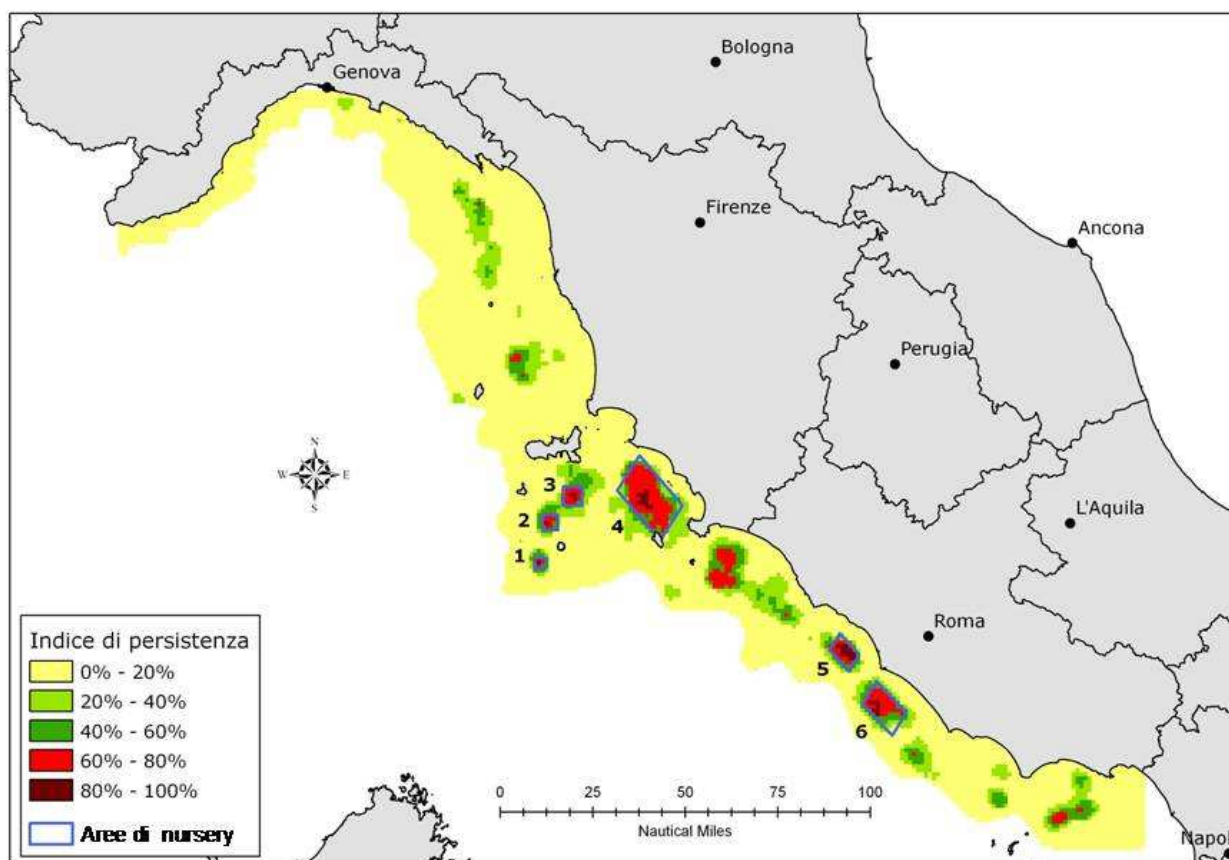 Bologna
Genova
Firenze
Ancona
Perugia
N
W E
S
3
2
4
L'Aquila
1
Indice di persistenza
0% - 20%
20% - 40%
40% - 60%
60% - 80%
80% - 100%
Aree di nursery
Roma
5
6
0 25 50 75 100
Nautical Miles
Napol